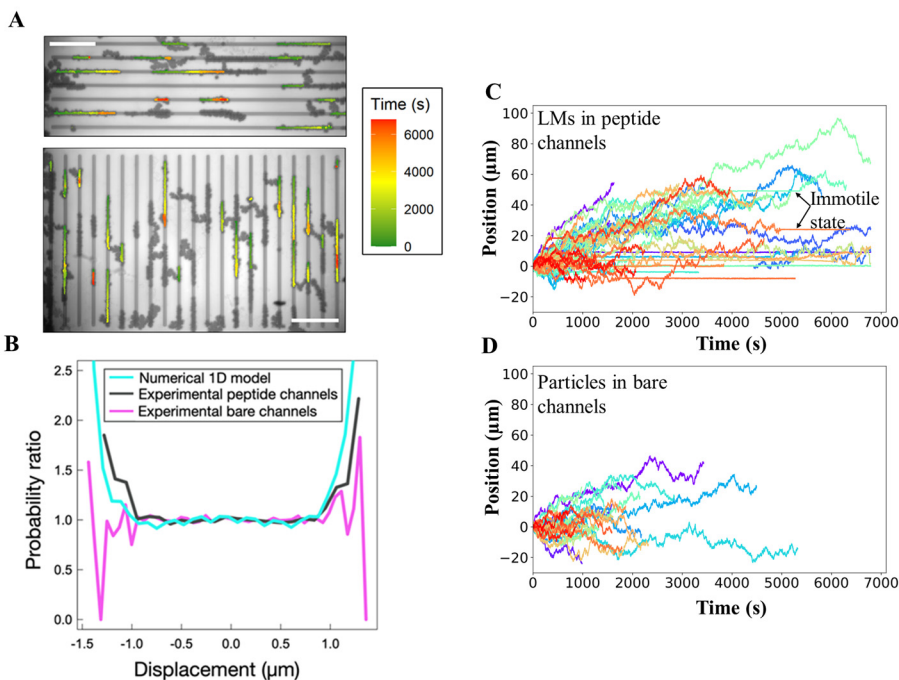 A
Time (s)
6000
4000
2000
0
B
2.5
2.0
1.5
1.0
0.5
0.0
Probability ratio
Numerical 1D model
Experimental peptide channels
Experimental bare channels
-1.5
-1.0
-0.5
0.0
0.5
1.0
Displacement (µm)
C
100
80
60
40
20
0
−20
Position (µm)
LMs in peptide
channels
Immotile
state
0
1000
2000
3000
4000
5000
6000
7000
Time (s)
D
100
80
60
40
20
0
−20
Position (µm)
Particles in bare
channels
0
1000
2000
3000
4000
5000
6000
7000
Time (s)